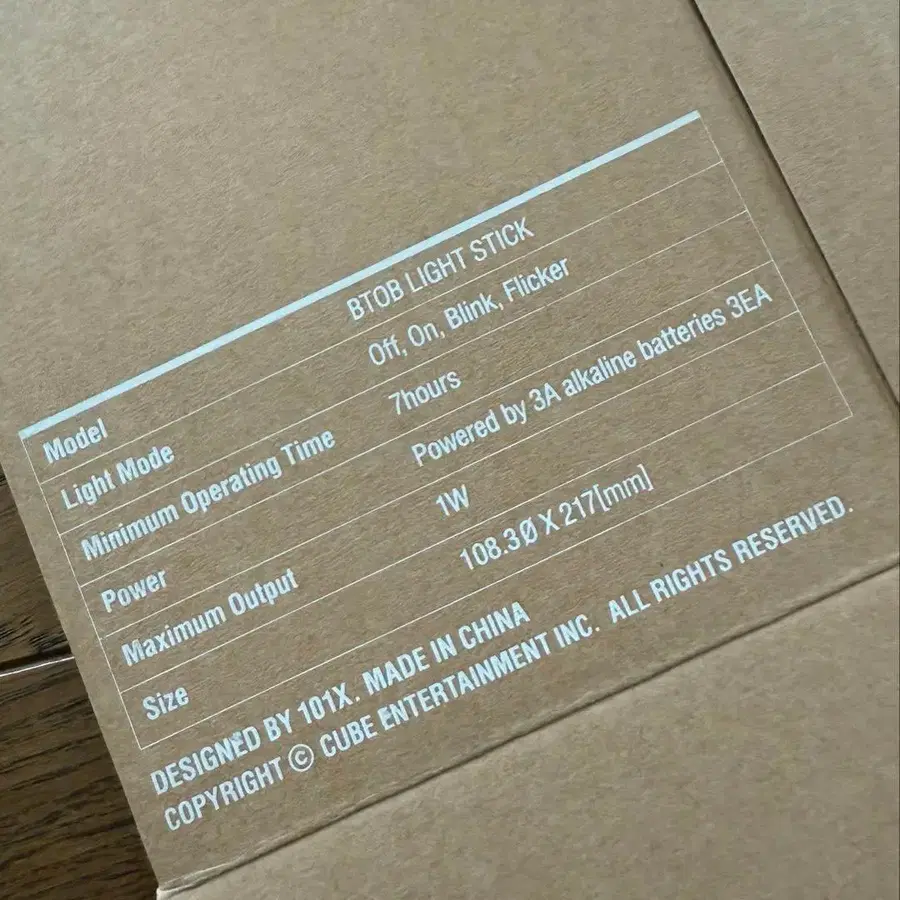 Model BTOB LIGHT STICK
Light Mode Off, On, Blink, Flicker
Minimum Operating Time 7hours
Power Powered by 3A alkaline batteries 3EA
Maximum Output 1W
Size 108.3Ø X 217[mm]
DESIGNED BY 101X. MADE IN CHINA
COPYRIGHT © CUBE ENTERTAINMENT INC. ALL RIGHTS RESERVED.